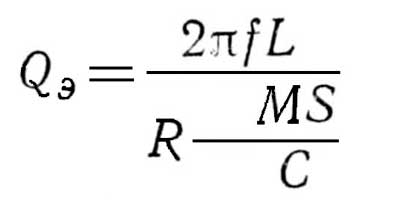 Qэ = 2πfL
R — MS
C